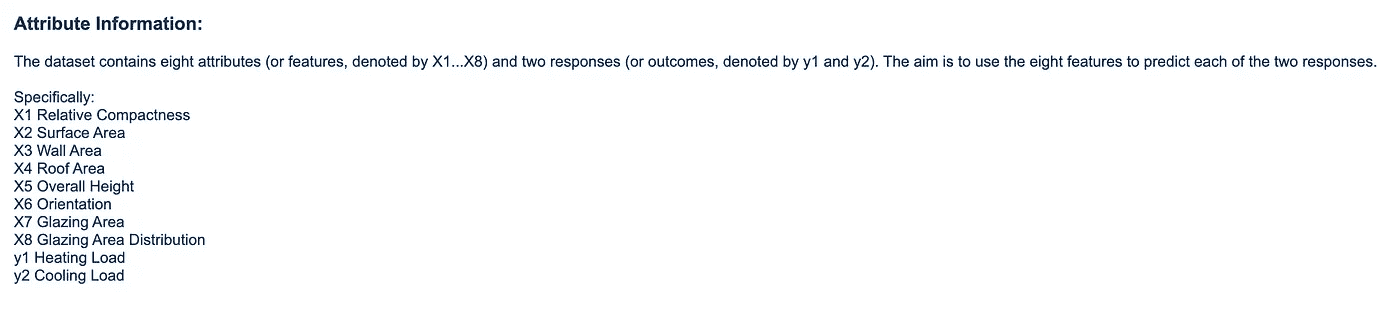 Attribute Information:
The dataset contains eight attributes (or features, denoted by X1...X8) and two responses (or outcomes, denoted by y1 and y2). The aim is to use the eight features to predict each of the two responses.
Specifically:
X1 Relative Compactness
X2 Surface Area
X3 Wall Area
X4 Roof Area
X5 Overall Height
X6 Orientation
X7 Glazing Area
X8 Glazing Area Distribution
y1 Heating Load
y2 Cooling Load